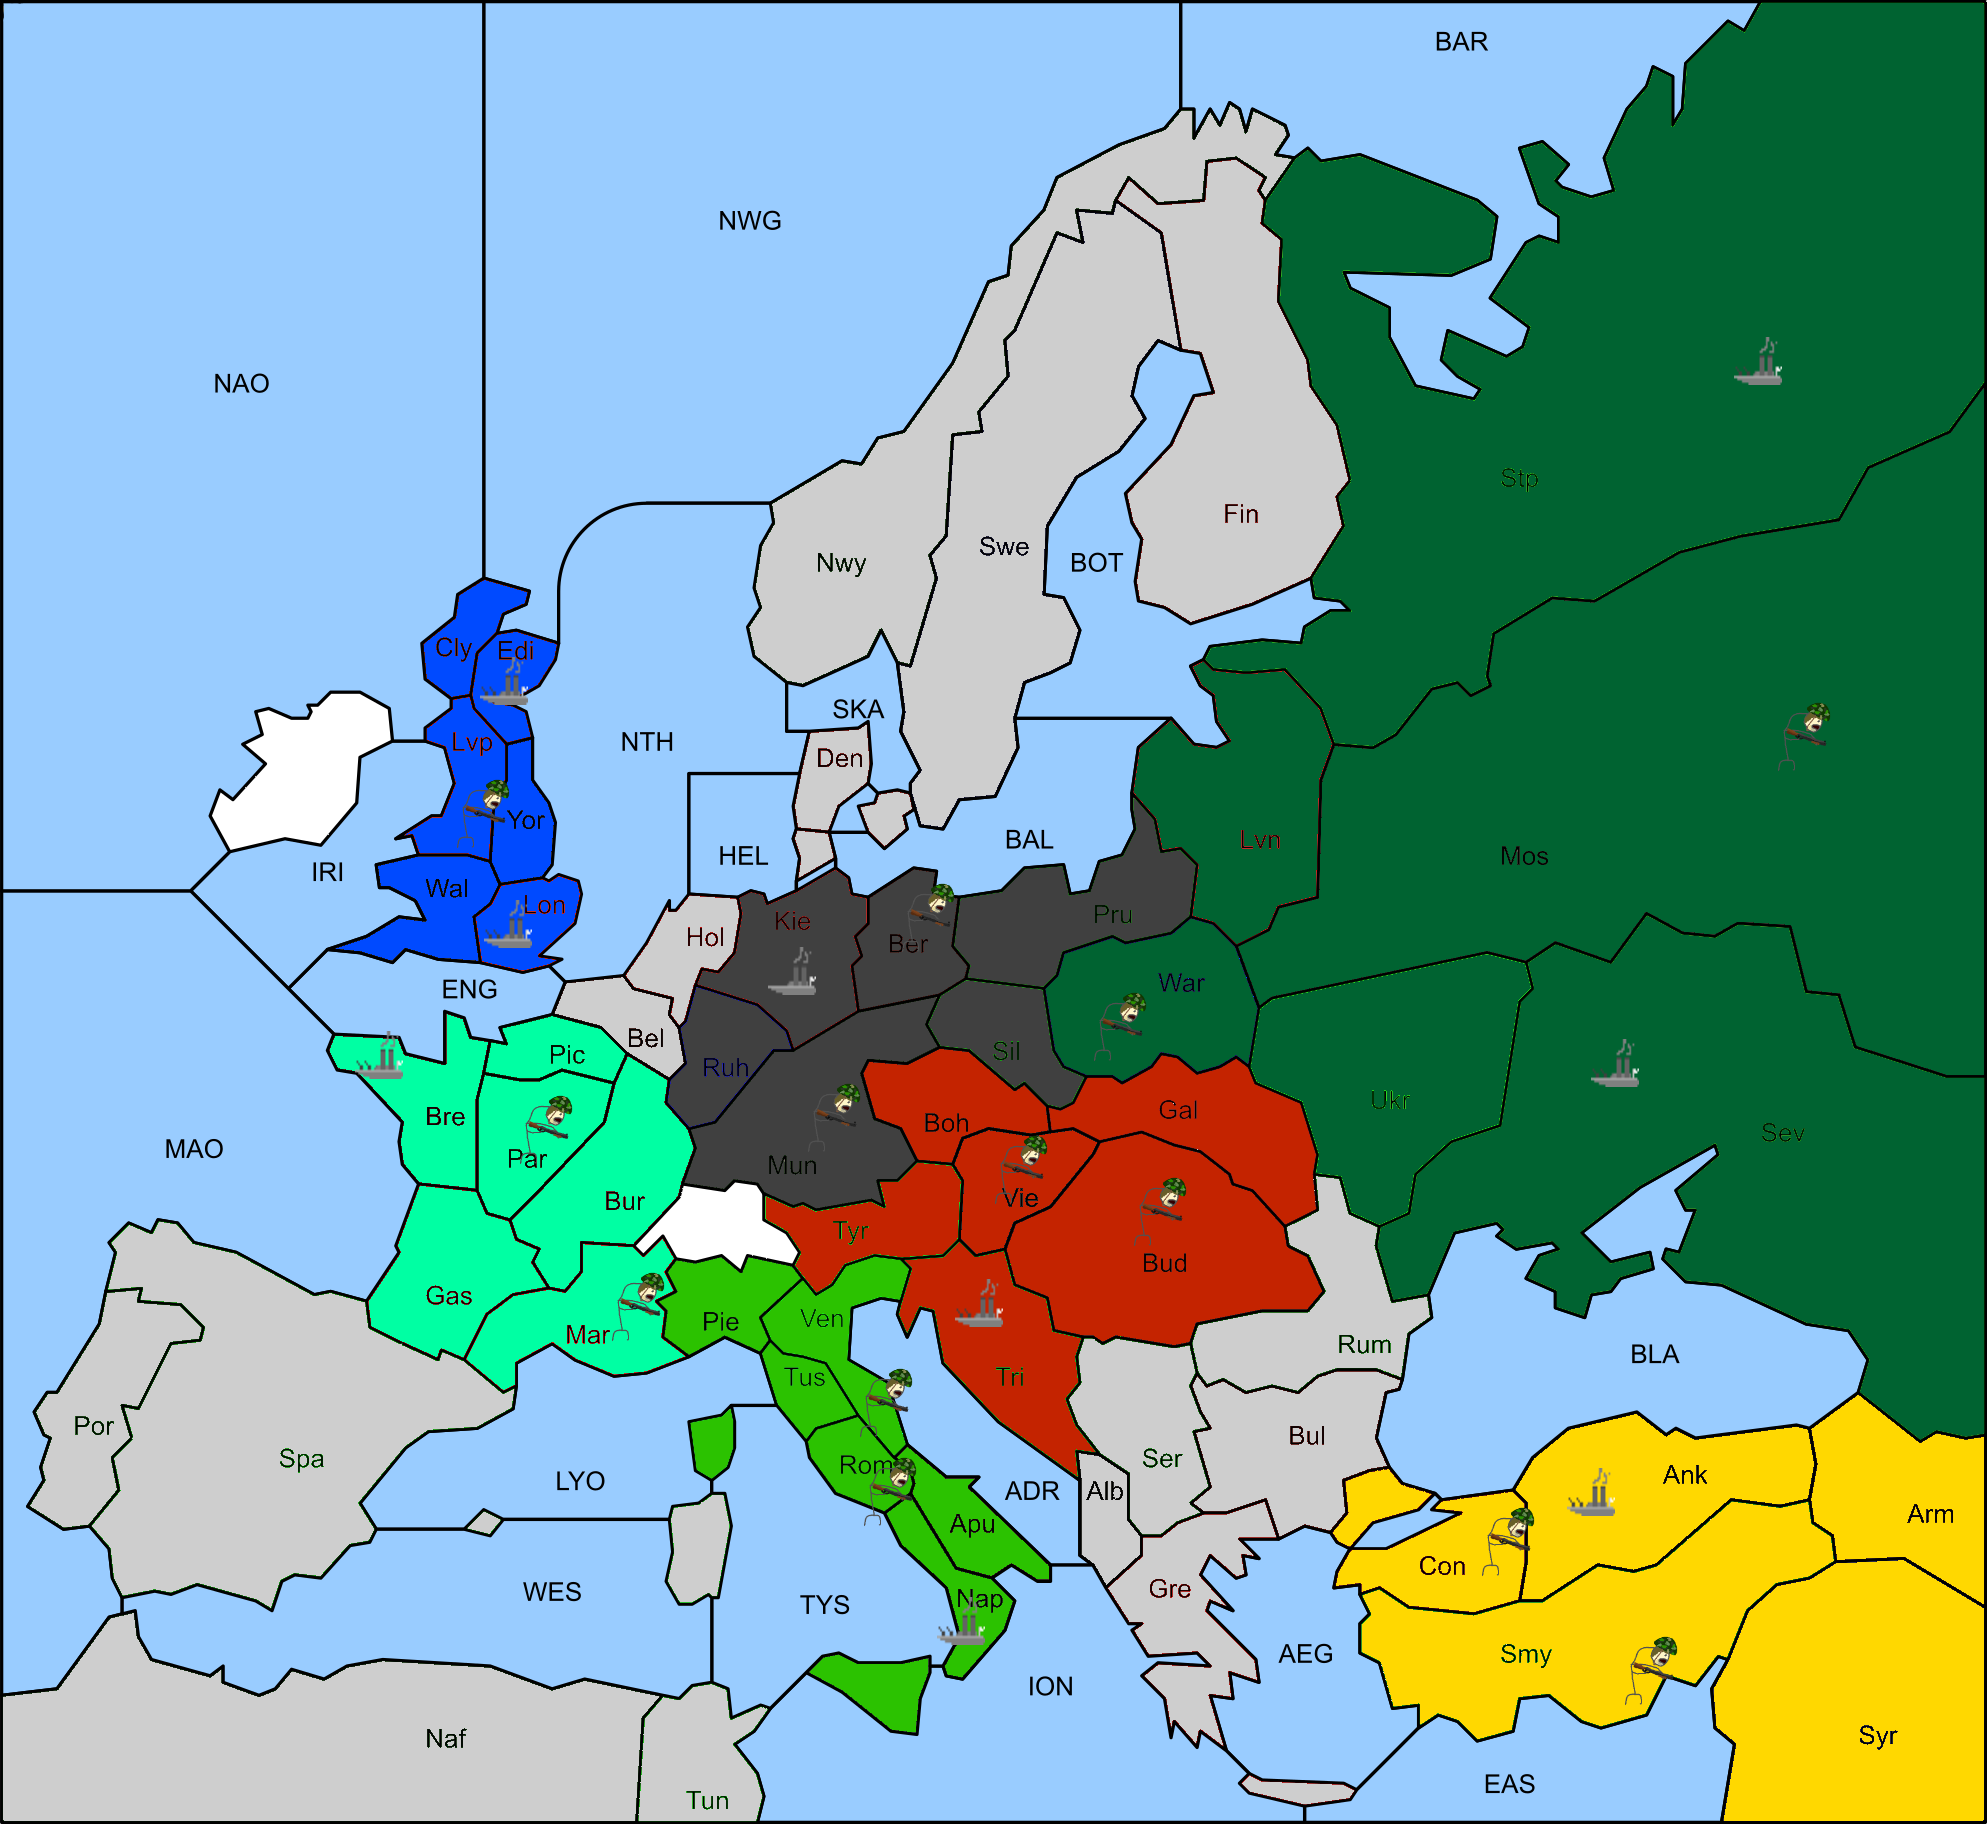 BAR
NWG
NAO
Stp
Fin
Swe
BOT
Nwy
Cly
Edi
SKA
NTH
Lvp
Den
Yor
BAL
Lvn
HEL
Mos
IRI
Wal
Lon
Kie
Pru
Hol
Ber
War
ENG
Bel
Sil
Pic
Ruh
Ukr
Gal
Bre
Boh
Sev
MAO
Par
Mun
Bur
Vie
Tyr
Bud
Gas
Pie
Ven
Mar
Rum
BLA
Tus
Tri
Por
Bul
Spa
Ser
Rom
Ank
LYO
ADR
Alb
Arm
Apu
Con
Gre
WES
Nap
TYS
AEG
Smy
ION
Naf
Syr
EAS
Tun